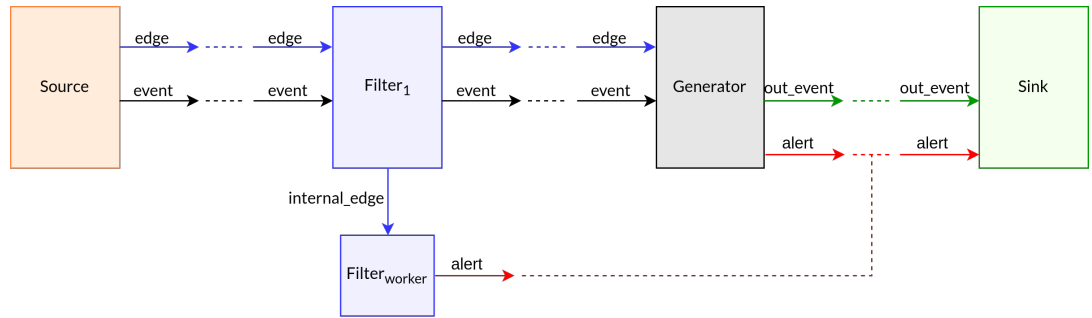 edge
edge
edge
edge
Source
event
event
Filter1
event
event
Generator
out_event
out_event
Sink
alert
alert
internal_edge
Filterworker
alert